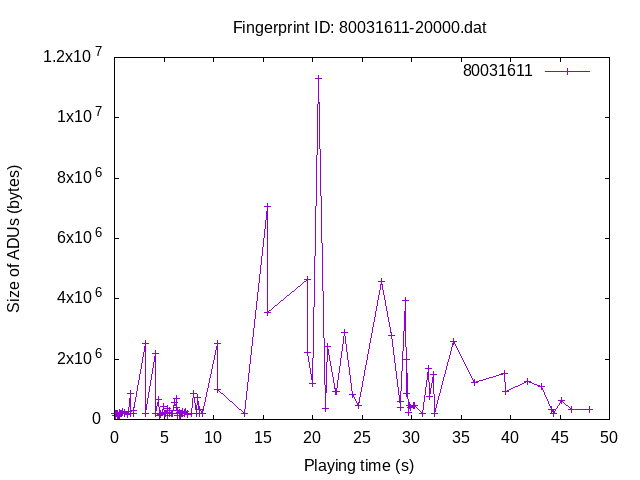 Fingerprint ID: 80031611-20000.dat
80031611
1.2x10^7
1x10^7
8x10^6
6x10^6
4x10^6
2x10^6
0
Size of ADUs (bytes)
0 5 10 15 20 25 30 35 40 45 50
Playing time (s)